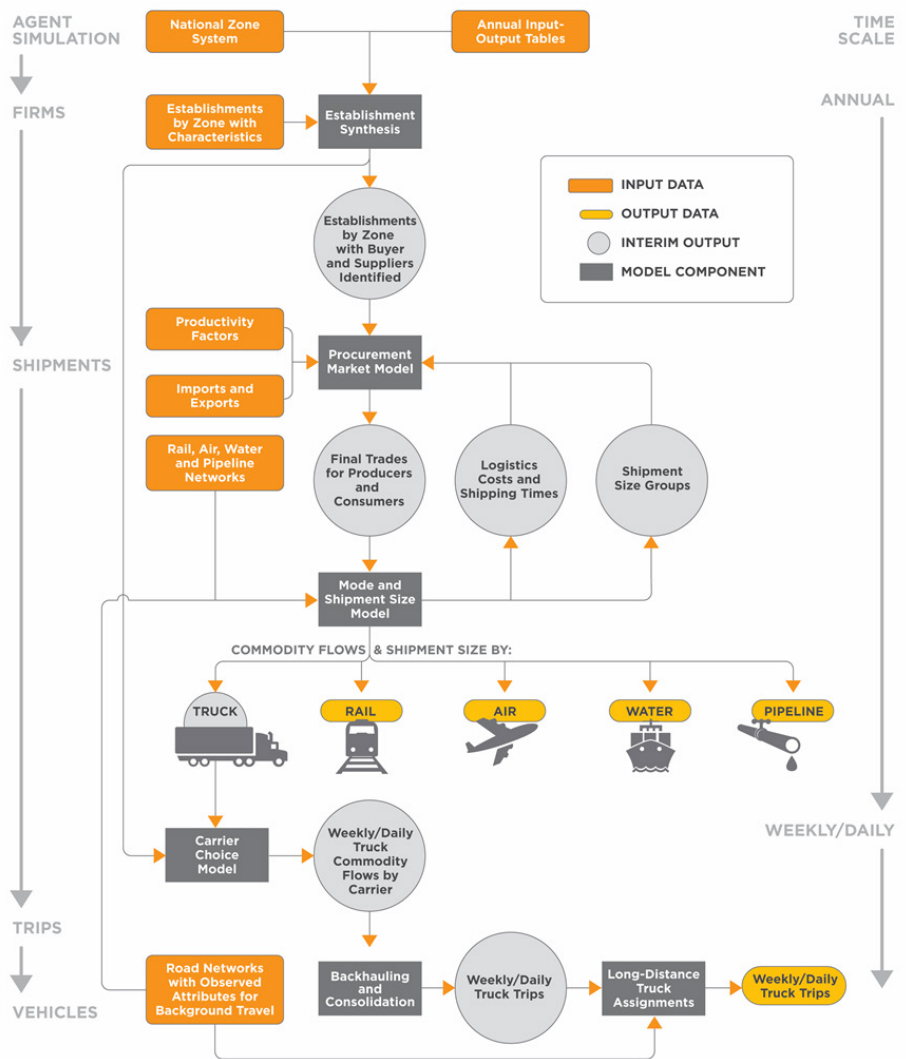 AGENT
SIMULATION
National Zone
System
Annual Input-
Output Tables
TIME
SCALE
FIRMS
Establishments
by Zone with
Characteristics
Establishment
Synthesis
ANNUAL
INPUT DATA
OUTPUT DATA
INTERIM OUTPUT
MODEL COMPONENT
Establishments
by Zone
with Buyer
and Suppliers
Identified
Productivity
Factors
SHIPMENTS
Procurement
Market Model
Imports and
Exports
Rail, Air, Water
and Pipeline
Networks
Final Trades
for Producers
and
Consumers
Logistics
Costs and
Shipping Times
Shipment
Size Groups
Mode and
Shipment Size
Model
COMMODITY FLOWS & SHIPMENT SIZE BY:
TRUCK
RAIL
AIR
WATER
PIPELINE
WEEKLY/DAILY
Carrier
Choice
Model
Weekly/Daily
Truck
Commodity
Flows by
Carrier
TRIPS
Road Networks
with Observed
Attributes for
Background Travel
Backhauling
and
Consolidation
Weekly/Daily
Truck Trips
Long-Distance
Truck
Assignments
Weekly/Daily
Truck Trips
VEHICLES